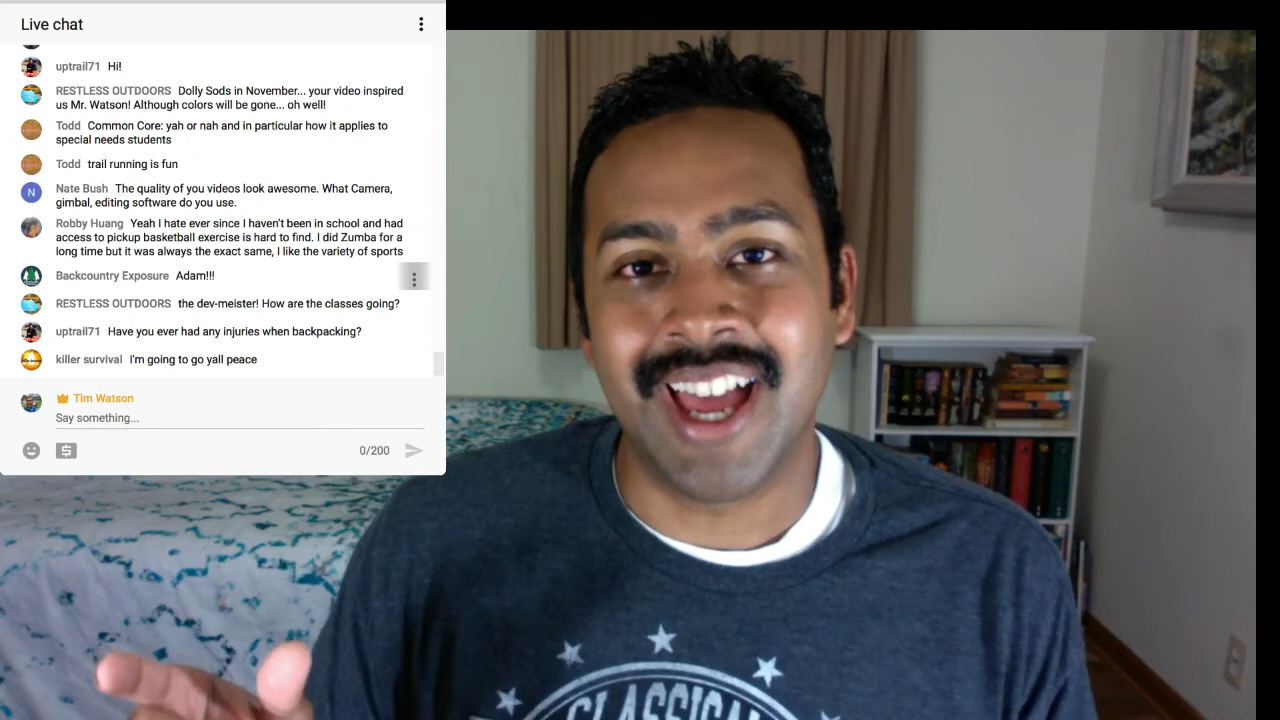 Live chat
uptrail71 Hi!
RESTLESS OUTDOORS Dolly Sods in November... your video inspired
us Mr. Watson! Although colors will be gone... oh well!
Todd Common Core: yah or nah and in particular how it applies to
special needs students
Todd trail running is fun
N
Nate Bush The quality of you videos look awesome. What Camera,
gimbal, editing software do you use.
Robby Huang Yeah I hate ever since I haven't been in school and had
access to pickup basketball exercise is hard to find. I did Zumba for a
long time but it was always the exact same, I like the variety of sports
Backcountry Exposure Adam!!!
RESTLESS OUTDOORS the dev-meister! How are the classes going?
uptrail71 Have you ever had any injuries when backpacking?
killer survival I'm going to go yall peace
Tim Watson
Say something...
$
0/200
CLASSICAL